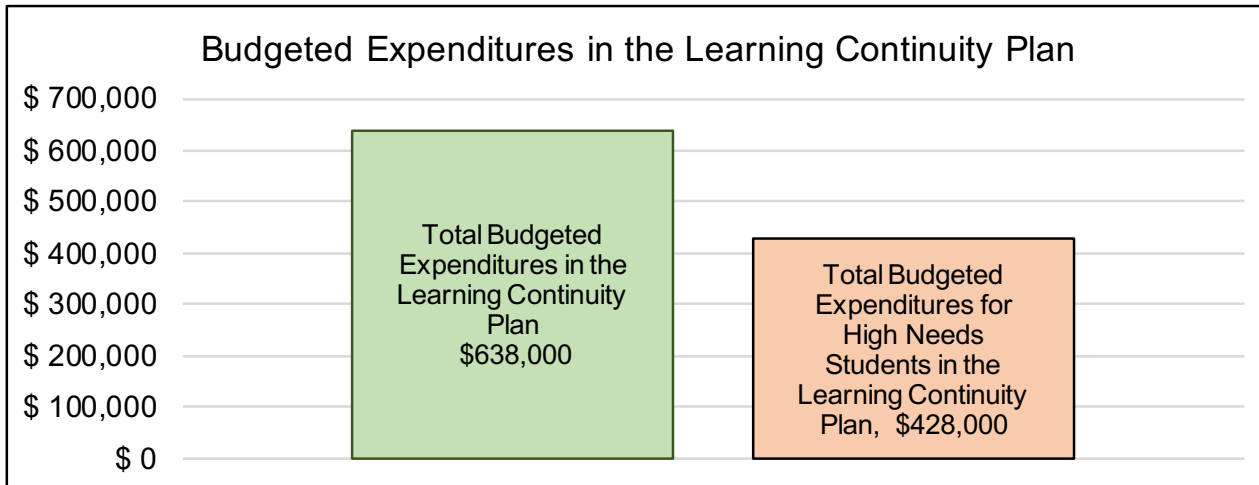 Budgeted Expenditures in the Learning Continuity Plan
$ 700,000
$ 600,000
$ 500,000
$ 400,000
$ 300,000
$ 200,000
$ 100,000
$ 0
Total Budgeted
Expenditures in the
Learning Continuity
Plan
$638,000
Total Budgeted
Expenditures for
High Needs
Students in the
Learning Continuity
Plan, $428,000